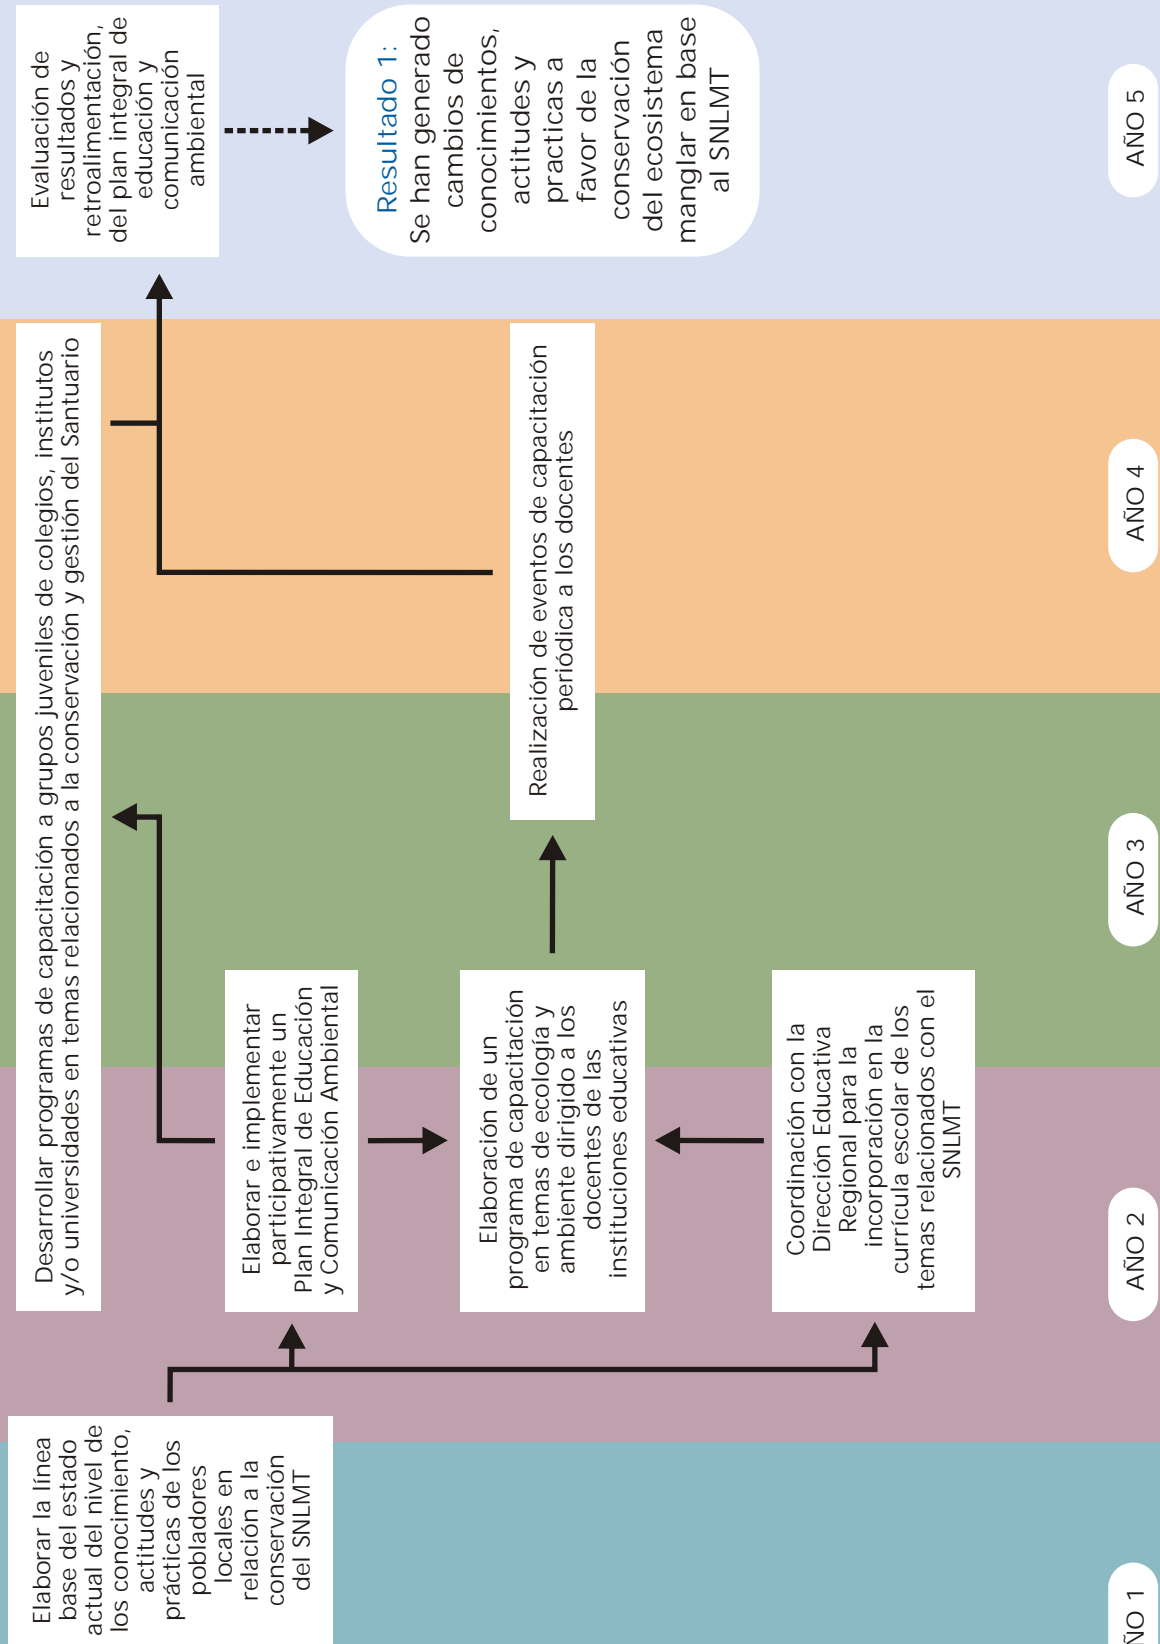 Elaborar la línea
base del estado
actual del nivel de
los conocimiento,
actitudes y
prácticas de los
pobladores
locales en
relación a la
conservación
del SNLMT
Desarrollar programas de capacitación a grupos juveniles de colegios, institutos
y/o universidades en temas relacionados a la conservación y gestión del Santuario
Elaborar e implementar
participativamente un
Plan Integral de Educación
y Comunicación Ambiental
Elaboración de un
programa de capacitación
en temas de ecología y
ambiente dirigido a los
docentes de las
instituciones educativas
Coordinación con la
Dirección Educativa
Regional para la
incorporación en la
currícula escolar de los
temas relacionados con el
SNLMT
Realización de eventos de capacitación
periódica a los docentes
Evaluación de
resultados y
retroalimentación,
del plan integral de
educación y
comunicación
ambiental
Resultado 1:
Se han generado
cambios de
conocimientos,
actitudes y
practicas a
favor de la
conservación
del ecosistema
manglar en base
al SNLMT
ÑO 1
AÑO 2
AÑO 3
AÑO 4
AÑO 5